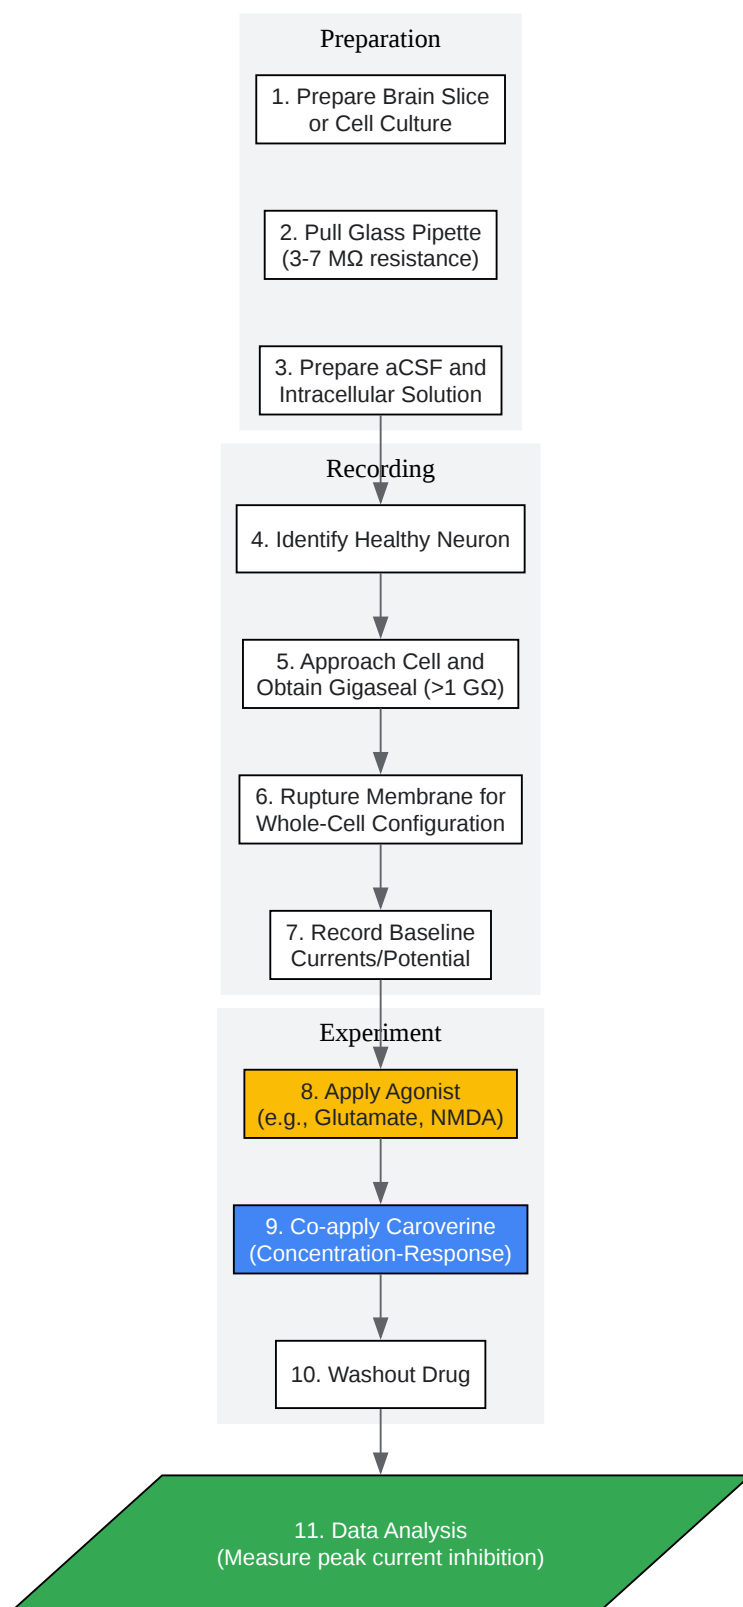 Preparation
1. Prepare Brain Slice
or Cell Culture
2. Pull Glass Pipette
(3-7 MΩ resistance)
3. Prepare aCSF and
Intracellular Solution
Recording
4. Identify Healthy Neuron
5. Approach Cell and
Obtain Gigaseal (>1 GΩ)
6. Rupture Membrane for
Whole-Cell Configuration
7. Record Baseline
Currents/Potential
Experiment
8. Apply Agonist
(e.g., Glutamate, NMDA)
9. Co-apply Caroverine
(Concentration-Response)
10. Washout Drug
11. Data Analysis
(Measure peak current inhibition)